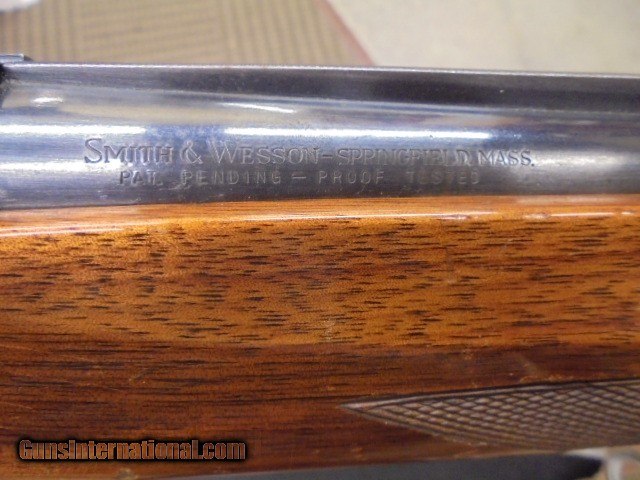 SMITH & WESSON-SPRINGFIELD, MASS.
PAT. PENDING — PROOF TESTED
GunsInternational.com